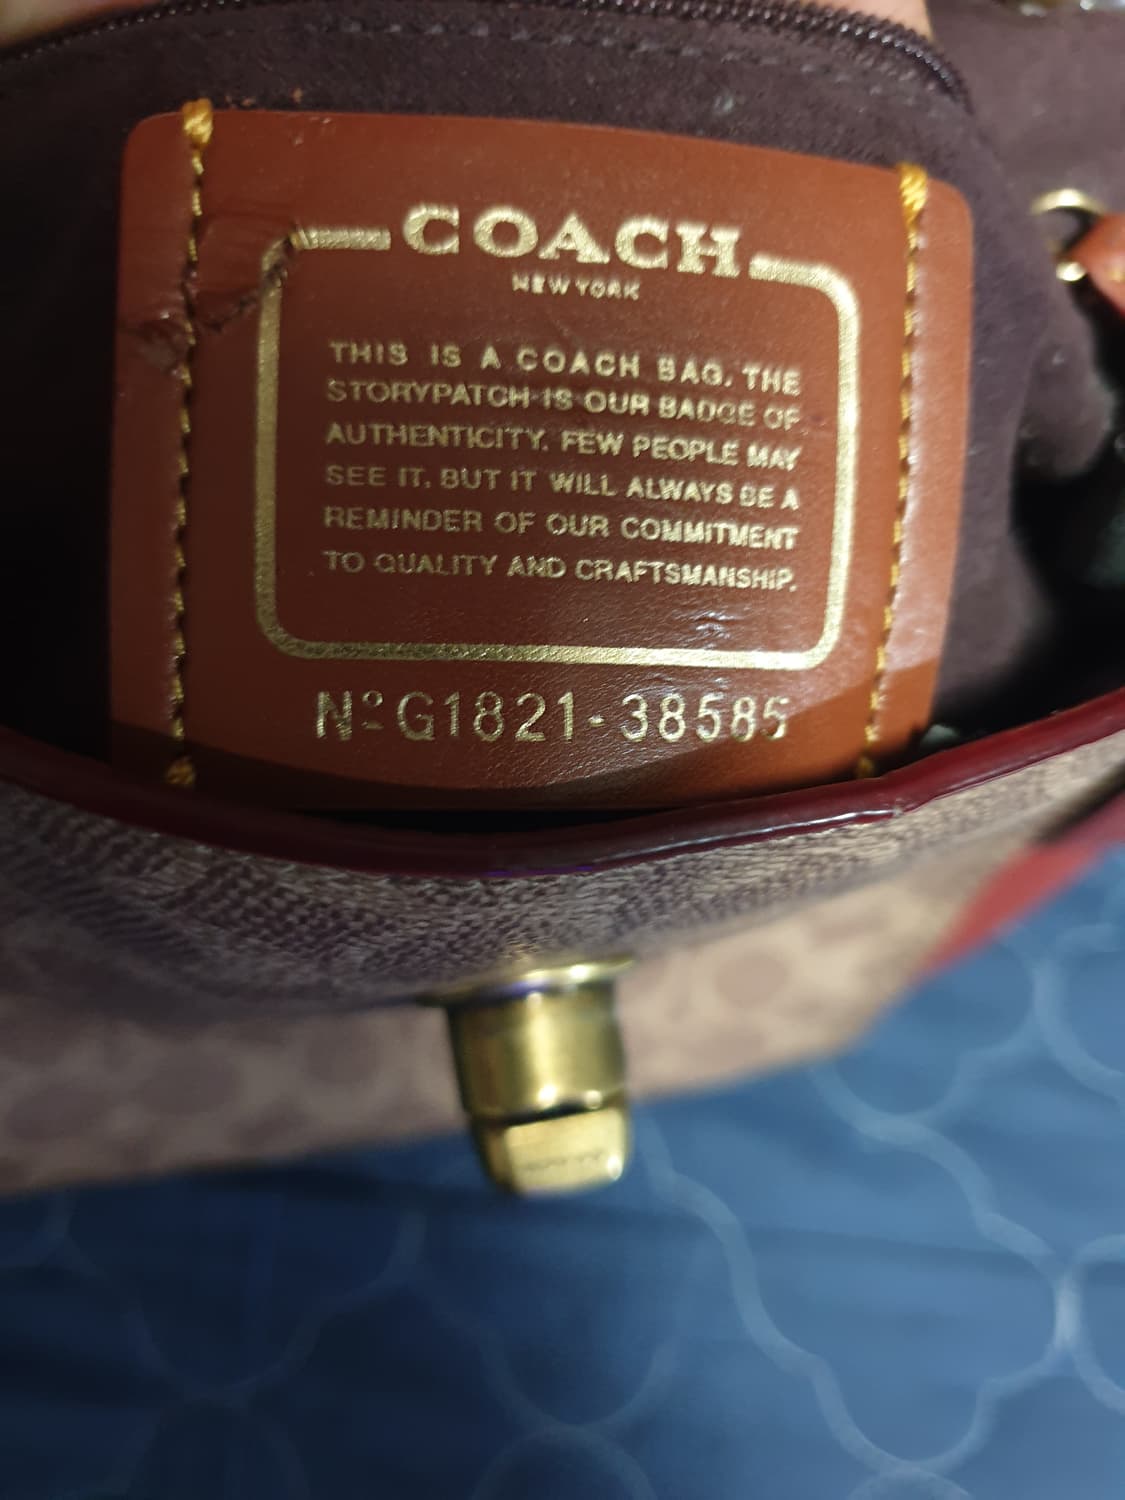 COACH
NEW YORK
THIS IS A COACH BAG. THE
STORYPATCH IS OUR BADGE OF
AUTHENTICITY. FEW PEOPLE MAY
SEE IT. BUT IT WILL ALWAYS BE A
REMINDER OF OUR COMMITMENT
TO QUALITY AND CRAFTSMANSHIP.
Nº G1821-38585